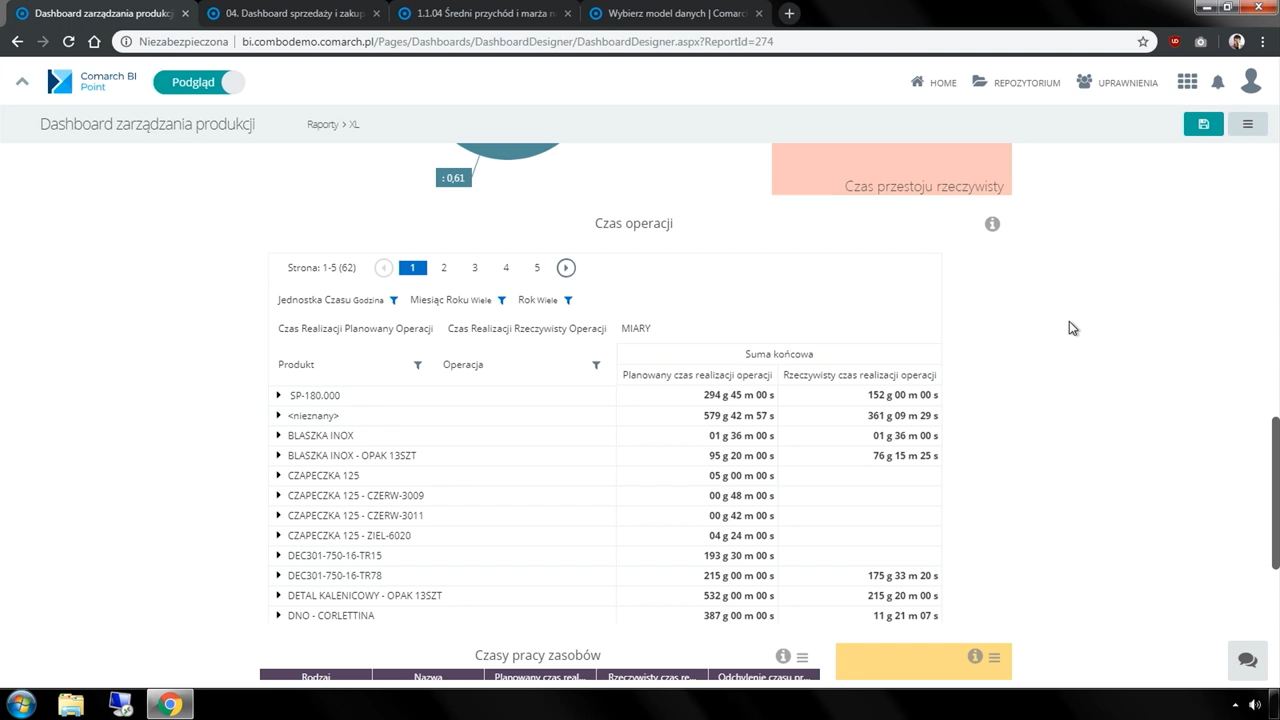 Dashboard zarządzania produkcji
04. Dashboard sprzedaży i zakup
1.1.04 Średni przychód i marża n
Wybierz model danych | Comarch
Niezabezpieczona
bi.combodemo.comarch.pl/Pages/Dashboards/DashboardDesigner/DashboardDesigner.aspx?ReportId=274
Comarch BI
Point
Podgląd
HOME
REPOZYTORIUM
UPRAWNIENIA
Dashboard zarządzania produkcji
Raporty > XL
: 0,61
Czas przestoju rzeczywisty
Czas operacji
Strona: 1-5 (62) 1 2 3 4 5
Jednostka Czasu Godzina Miesiąc Roku Wiele Rok Wiele
Czas Realizacji Planowany Operacji Czas Realizacji Rzeczywisty Operacji MIARY
Suma końcowa
Produkt Operacja
Planowany czas realizacji operacji Rzeczywisty czas realizacji operacji
SP-180.000 294 g 45 m 00 s 152 g 00 m 00 s
<nieznany> 579 g 42 m 57 s 361 g 09 m 29 s
BLASZKA INOX 01 g 36 m 00 s 01 g 36 m 00 s
BLASZKA INOX - OPAK 13SZT 95 g 20 m 00 s 76 g 15 m 25 s
CZAPECZKA 125 05 g 00 m 00 s
CZAPECZKA 125 - CZERW-3009 00 g 48 m 00 s
CZAPECZKA 125 - CZERW-3011 00 g 42 m 00 s
CZAPECZKA 125 - ZIEL-6020 04 g 24 m 00 s
DEC301-750-16-TR15 193 g 30 m 00 s
DEC301-750-16-TR78 215 g 00 m 00 s 175 g 33 m 20 s
DETAL KALENICOWY - OPAK 13SZT 532 g 00 m 00 s 215 g 20 m 00 s
DNO - CORLETTINA 387 g 00 m 00 s 11 g 21 m 07 s
Czasy pracy zasobów
Rodzaj Nazwa Planowany czas real... Rzeczywisty czas re... Odchylenie czasu pr...